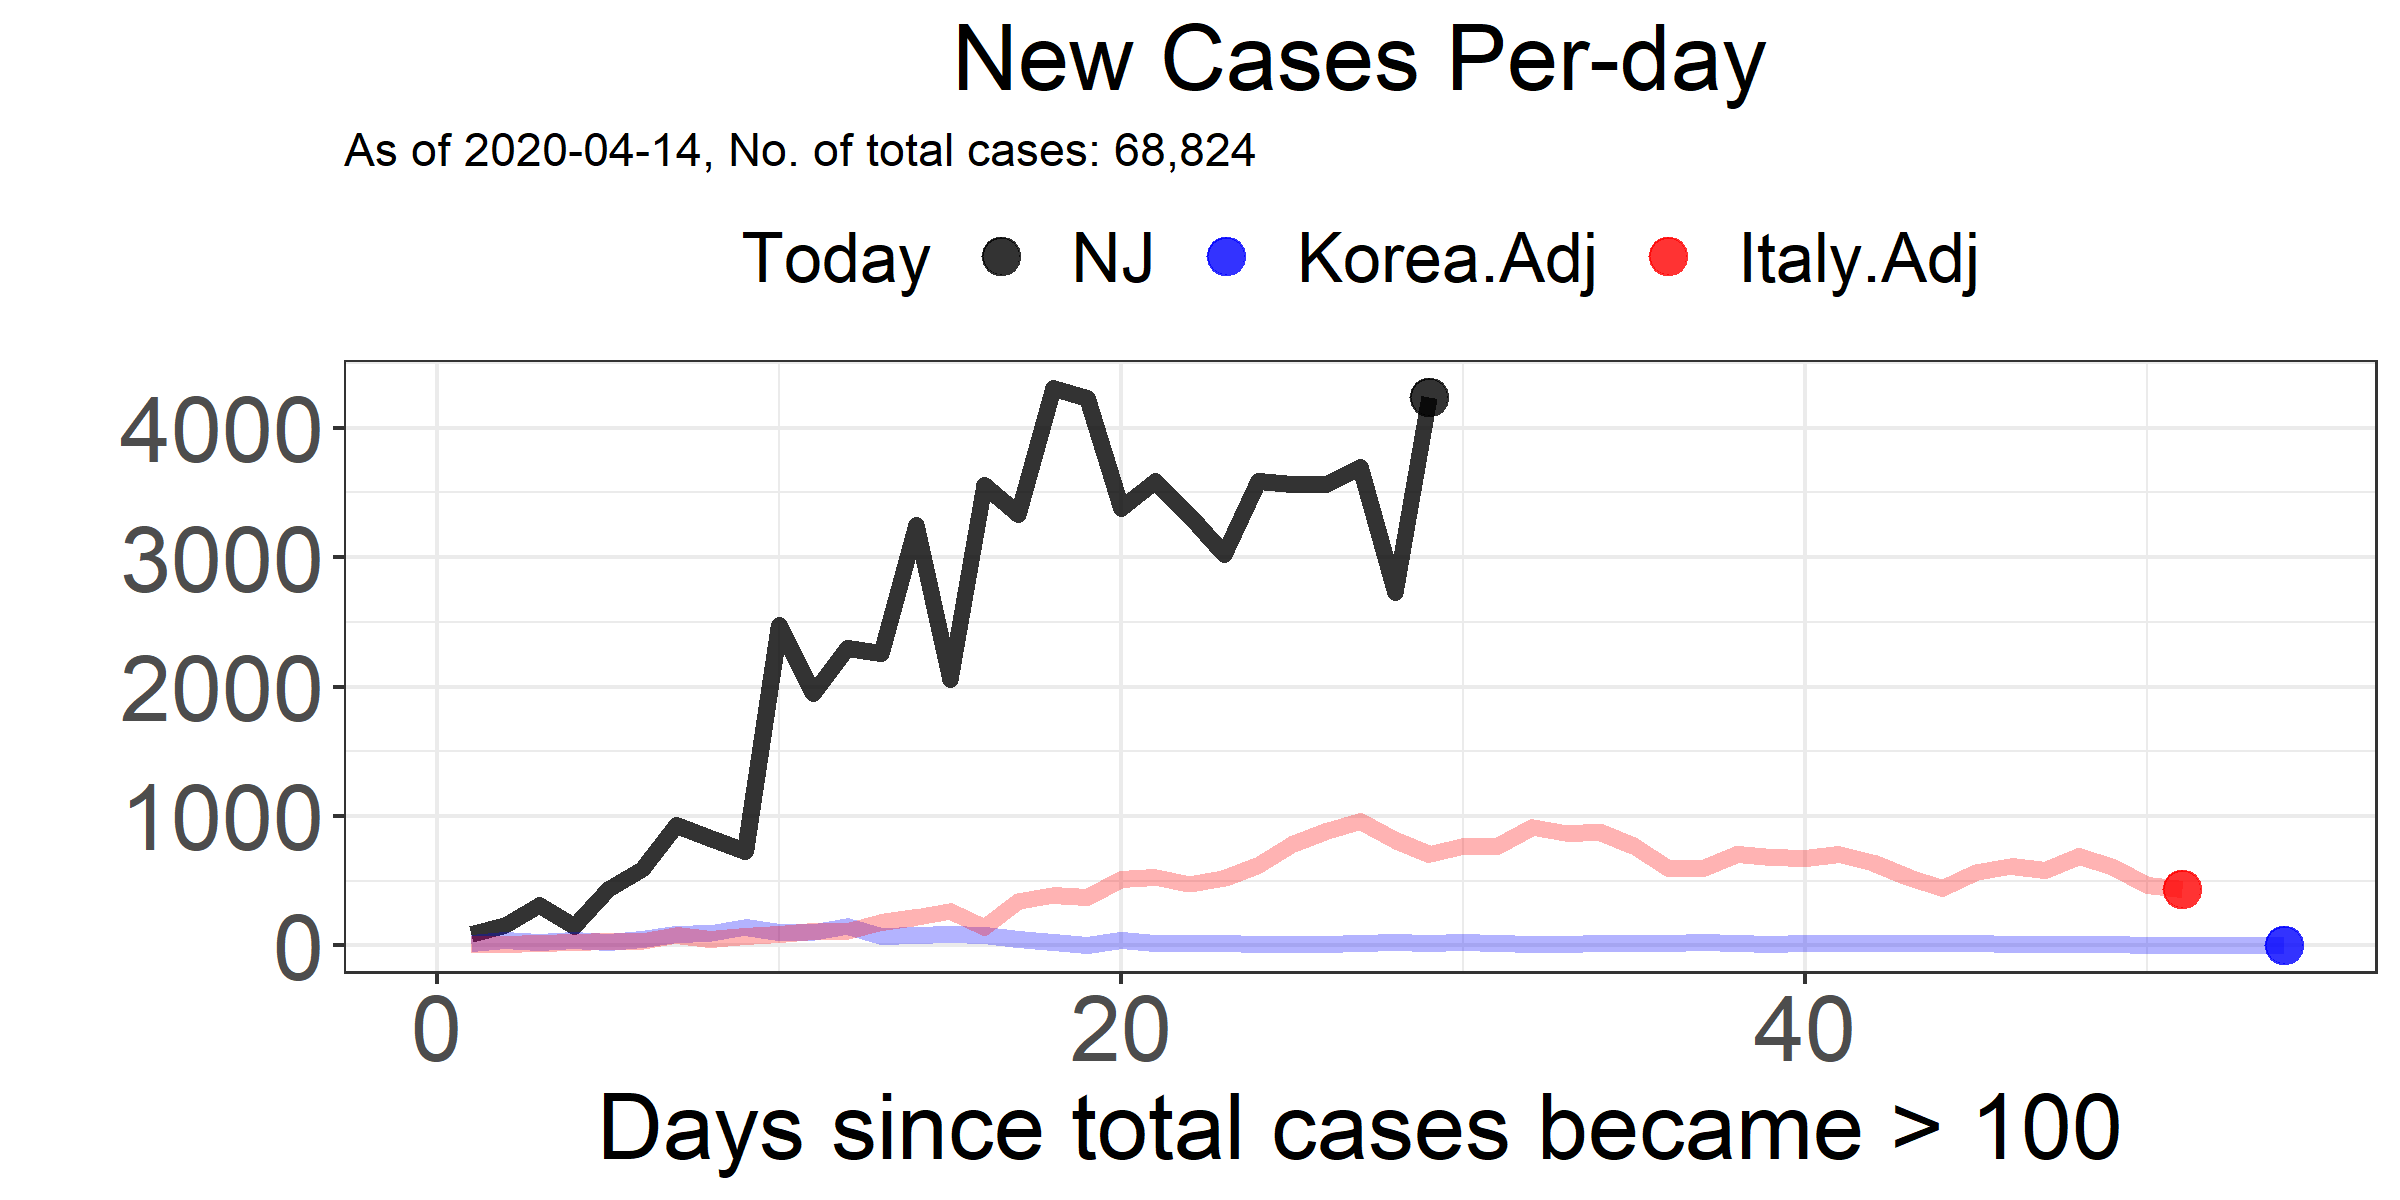 New Cases Per-day
As of 2020-04-14, No. of total cases: 68,824
Today NJ Korea.Adj Italy.Adj
4000
3000
2000
1000
0
0 20 40
Days since total cases became > 100